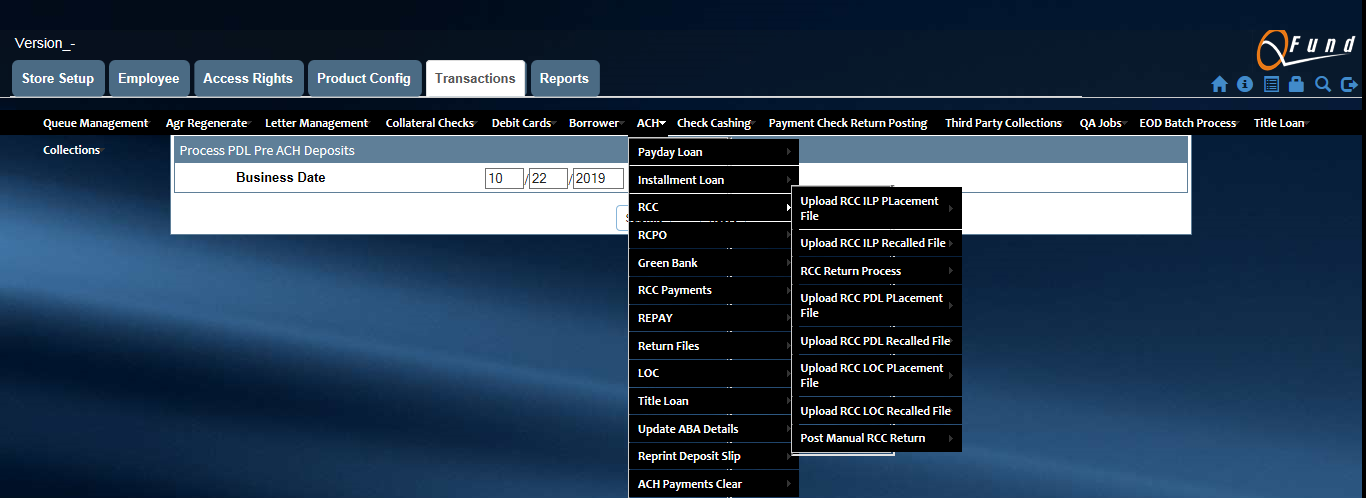 Version_-
QFund
Store Setup Employee Access Rights Product Config Transactions Reports
Queue Management Agr Regenerate Letter Management Collateral Checks Debit Cards Borrower ACH Check Cashing Payment Check Return Posting Third Party Collections QA Jobs EOD Batch Process Title Loan
Collections
Process PDL Pre ACH Deposits
Business Date 10/22/2019
Payday Loan
Installment Loan
RCC
RCPO
Green Bank
RCC Payments
REPAY
Return Files
LOC
Title Loan
Update ABA Details
Reprint Deposit Slip
ACH Payments Clear
Upload RCC ILP PLacement
File
Upload RCC ILP Recalled File
RCC Return Process
Upload RCC PDL PLacement
File
Upload RCC PDL Recalled File
Upload RCC LOC PLacement
File
Upload RCC LOC Recalled File
Post Manual RCC Return